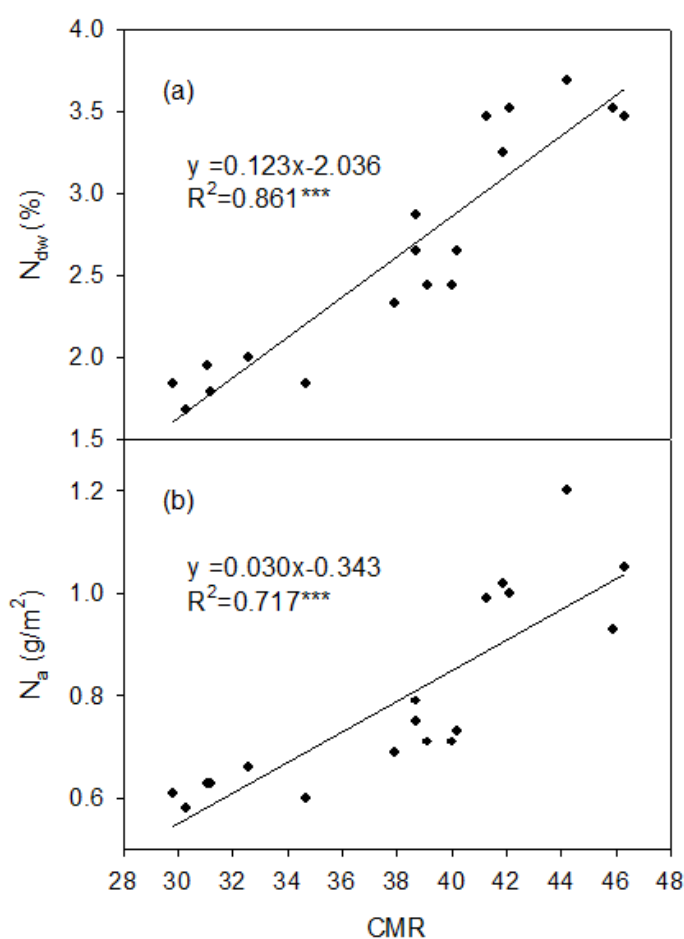 4.0
(a)
3.5
y =0.123x-2.036
R²=0.861***
3.0
N_dw (%)
2.5
2.0
1.5
(b)
1.2
y =0.030x-0.343
R²=0.717***
1.0
N_a (g/m²)
0.8
0.6
28 30 32 34 36 38 40 42 44 46 48
CMR